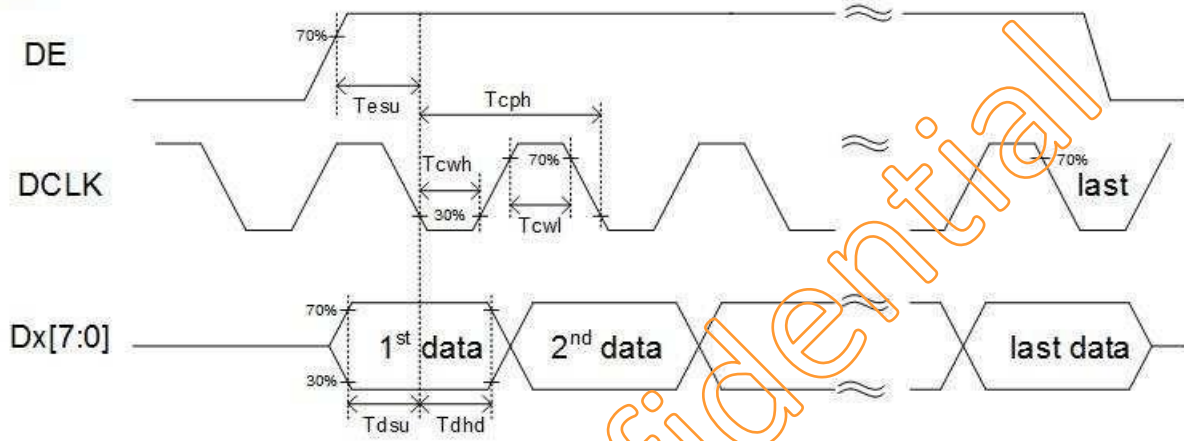 DE
70%
Tesu
Tcph
DCLK
Tcwh
30%
70%
Tcwl
70%
last
Dx[7:0]
70%
30%
1st data
2nd data
last data
Tdsu
Tdhd
fidential